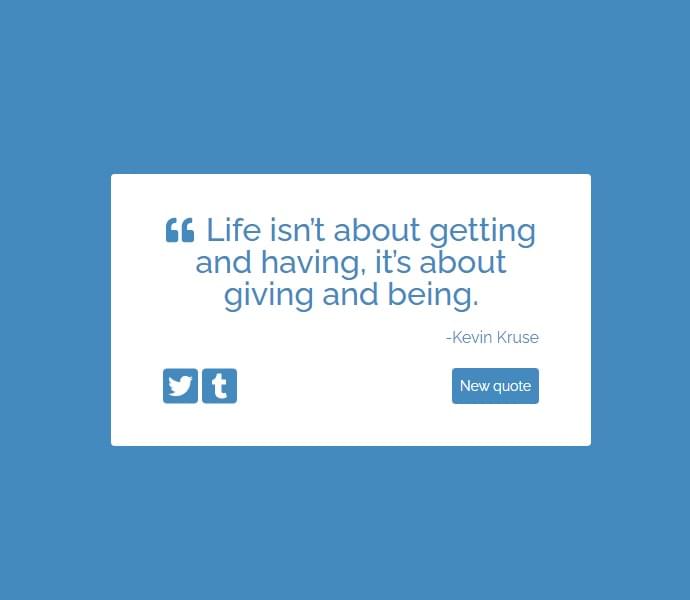 “ Life isn’t about getting
and having, it’s about
giving and being.
-Kevin Kruse
New quote